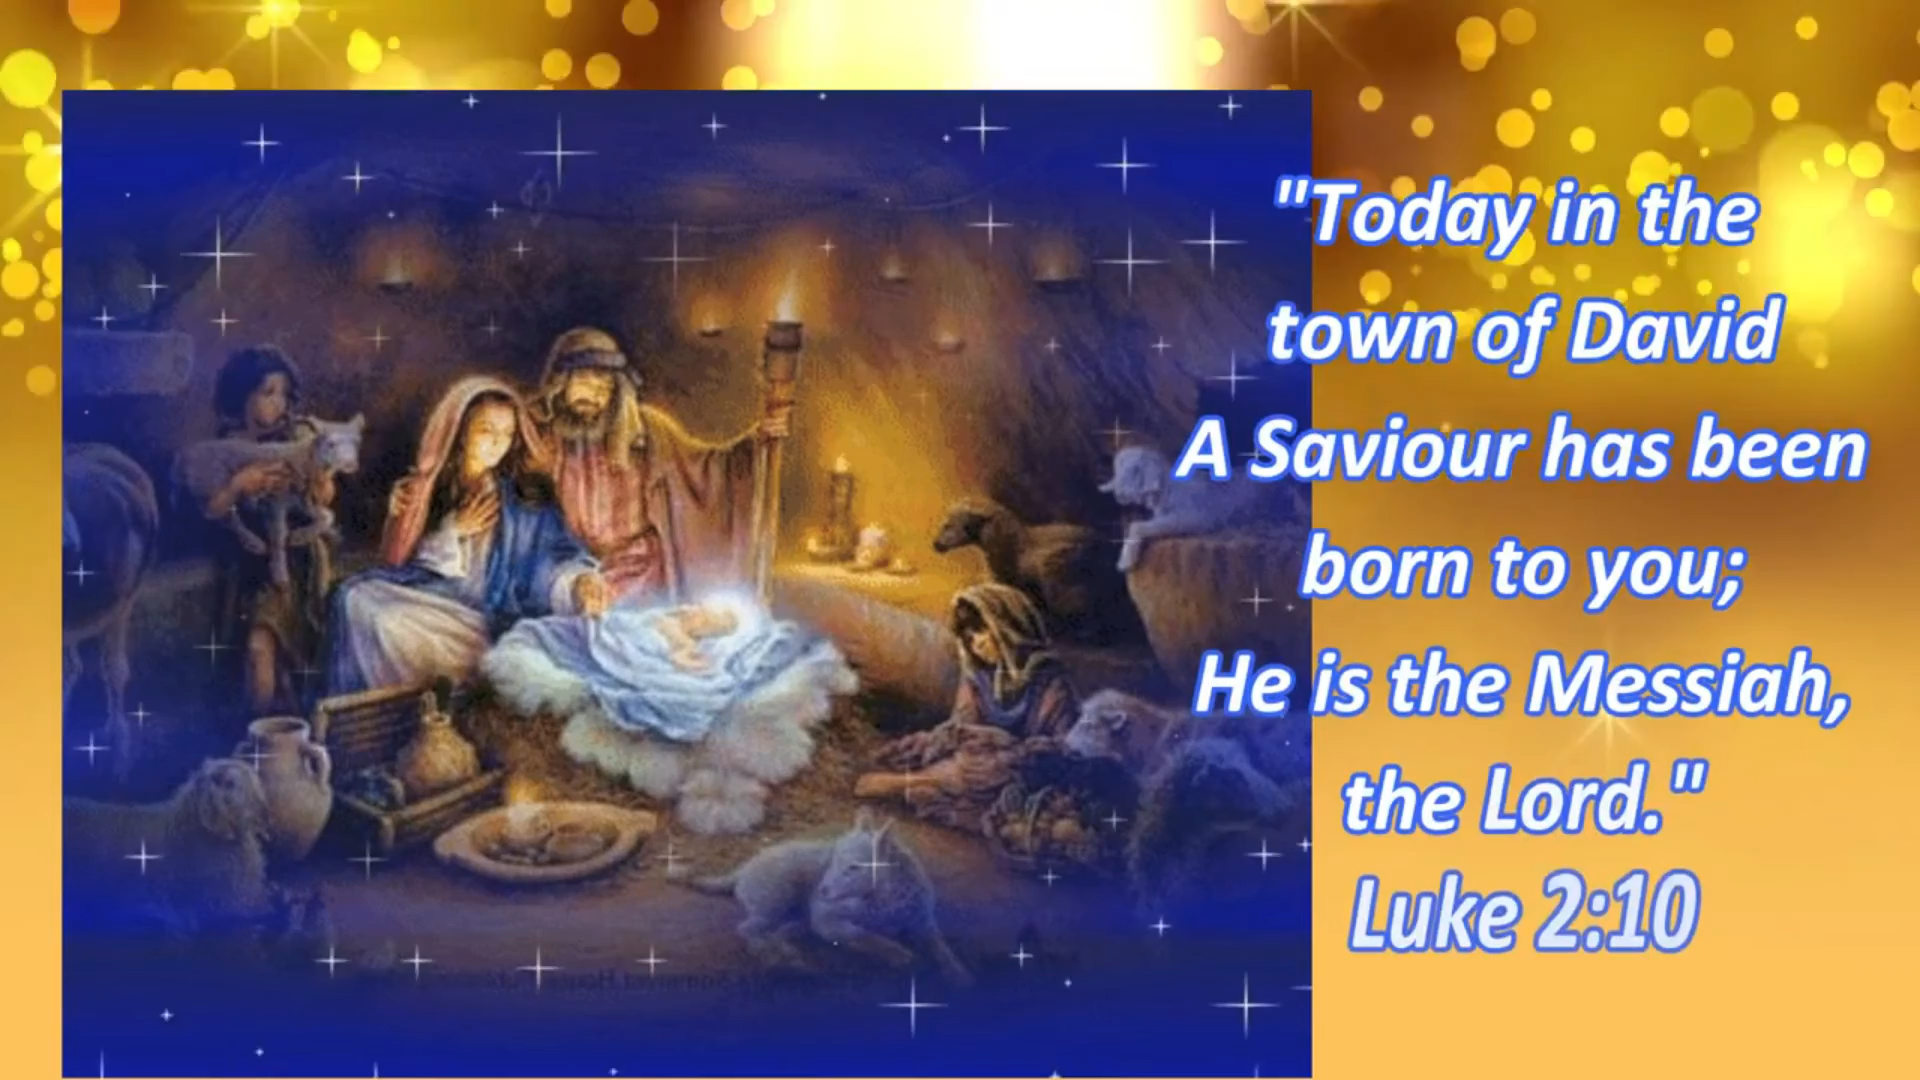 "Today in the
town of David
A Saviour has been
born to you;
He is the Messiah,
the Lord."
Luke 2:10